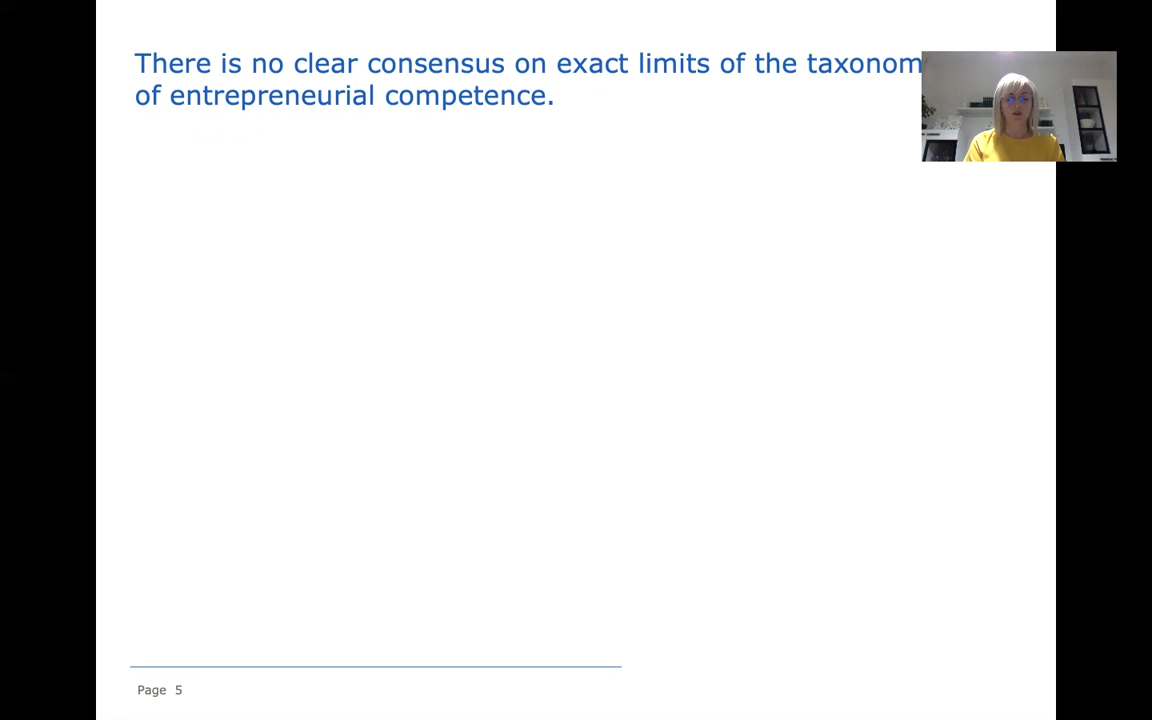 There is no clear consensus on exact limits of the taxonom
of entrepreneurial competence.
Page 5